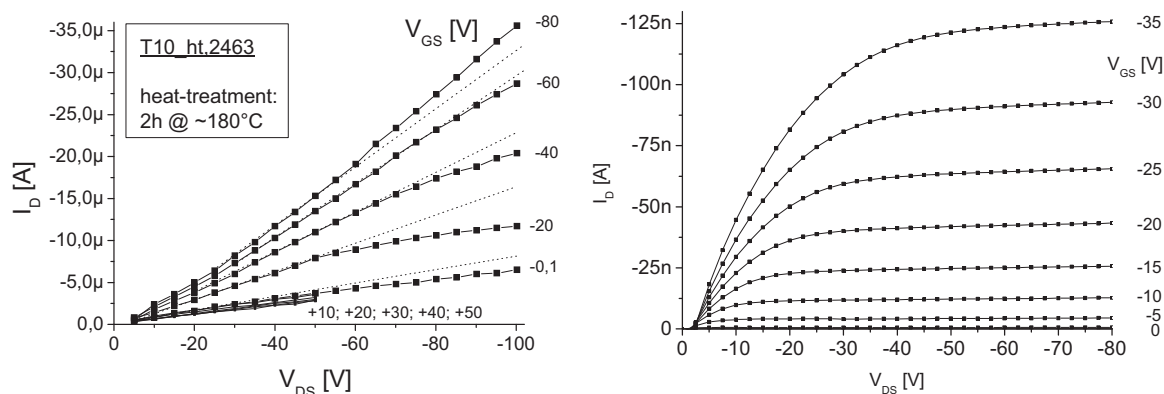 -35,0µ
-30,0µ
-25,0µ
-20,0µ
-15,0µ
-10,0µ
-5,0µ
0,0
I_D [A]
T10_ht,2463
heat-treatment:
2h @ ~180°C
V_GS [V]
-80
-60
-40
-20
-0,1
+10; +20; +30; +40; +50
0 -20 -40 -60 -80 -100
V_DS [V]
-125n
-100n
-75n
-50n
-25n
0
I_D [A]
-35
V_GS [V]
-30
-25
-20
-15
-10
-5
0
0 -10 -20 -30 -40 -50 -60 -70 -80
V_DS [V]